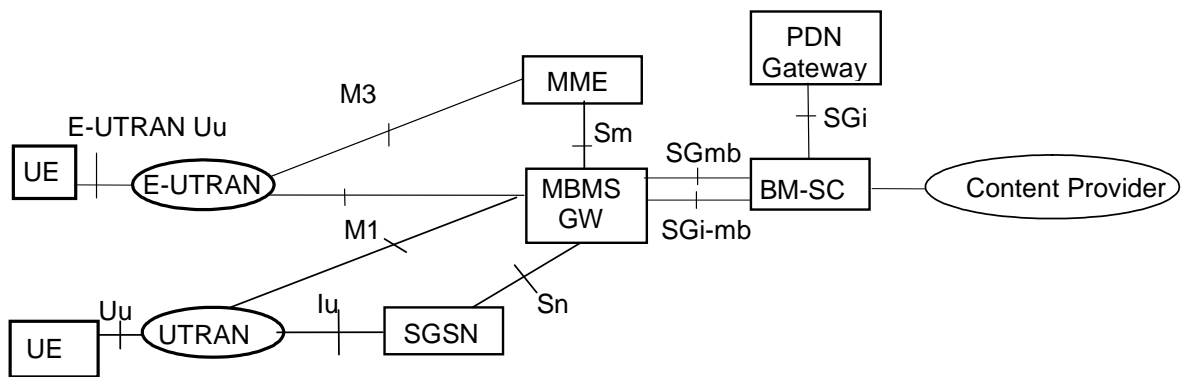 PDN
Gateway
MME
M3
SGi
E-UTRAN Uu
Sm
SGmb
UE
E-UTRAN
MBMS
GW
BM-SC
Content Provider
M1
SGi-mb
Uu
Iu
Sn
UE
UTRAN
SGSN